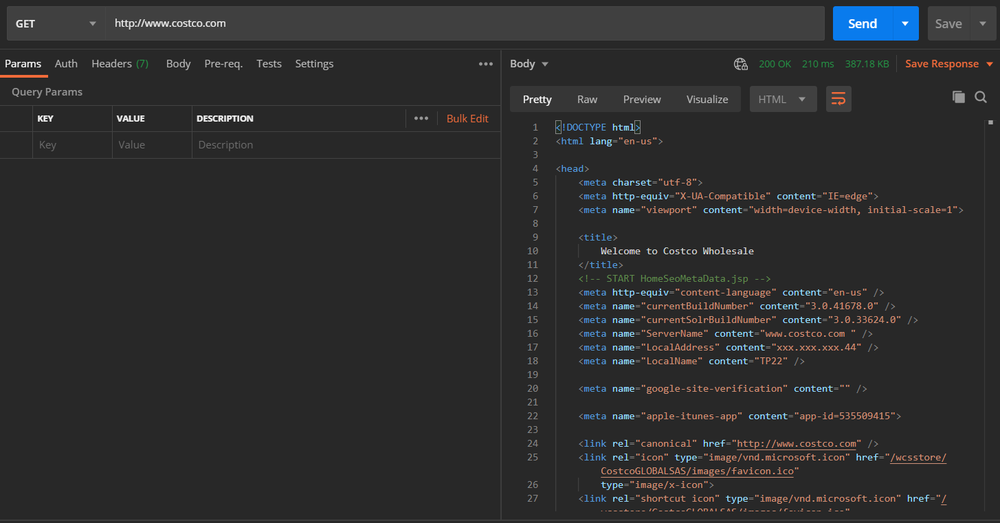 GET http://www.costco.com Send Save
Params Auth Headers (7) Body Pre-req. Tests Settings
Query Params
KEY VALUE DESCRIPTION Bulk Edit
Key Value Description
Body 200 OK 210 ms 387.18 KB Save Response
Pretty Raw Preview Visualize HTML
1 <!DOCTYPE html>
2 <html lang="en-us">
3
4 <head>
5 <meta charset="utf-8">
6 <meta http-equiv="X-UA-Compatible" content="IE=edge">
7 <meta name="viewport" content="width=device-width, initial-scale=1">
8
9 <title>
10 Welcome to Costco Wholesale
11 </title>
12 <!-- START HomeSeoMetaData.jsp -->
13 <meta http-equiv="content-language" content="en-us" />
14 <meta name="currentBuildNumber" content="3.0.41678.0" />
15 <meta name="currentSolrBuildNumber" content="3.0.33624.0" />
16 <meta name="ServerName" content="www.costco.com " />
17 <meta name="LocalAddress" content="xxx.xxx.xxx.44" />
18 <meta name="LocalName" content="TP22" />
19
20 <meta name="google-site-verification" content="" />
21
22 <meta name="apple-itunes-app" content="app-id=535509415">
23
24 <link rel="canonical" href="http://www.costco.com" />
25 <link rel="icon" type="image/vnd.microsoft.icon" href="/wcsstore/
CostcoGLOBALSAS/images/favicon.ico"
26 type="image/x-icon">
27 <link rel="shortcut icon" type="image/vnd.microsoft.icon" href="/
wcsstore/CostcoGLOBALSAS/images/favicon.ico"